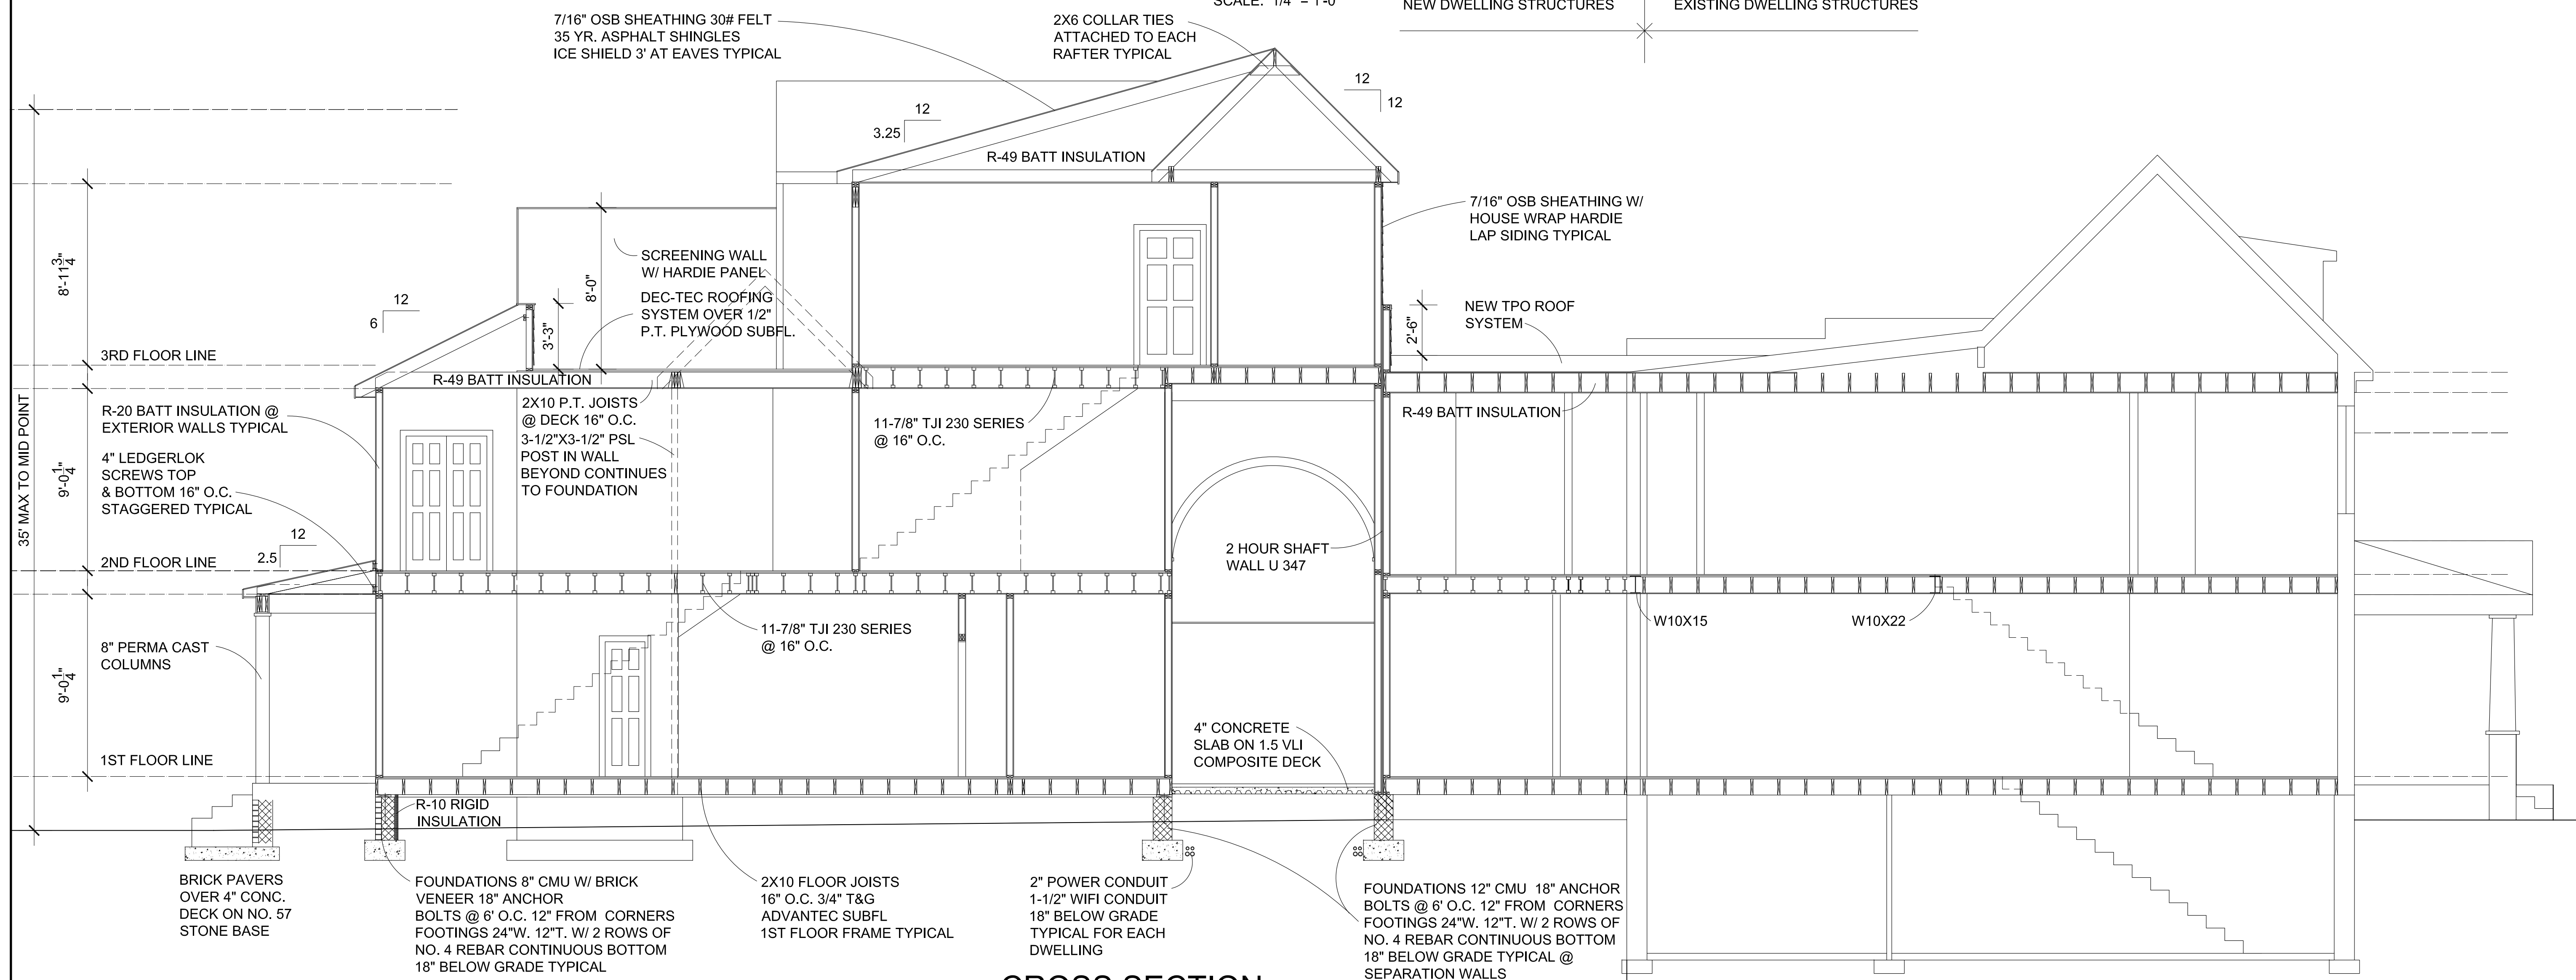 SCALE: 1/4" = 1'-0"
NEW DWELLING STRUCTURES
EXISTING DWELLING STRUCTURES
7/16" OSB SHEATHING 30# FELT
35 YR. ASPHALT SHINGLES
ICE SHIELD 3' AT EAVES TYPICAL
2X6 COLLAR TIES
ATTACHED TO EACH
RAFTER TYPICAL
12
12
12
3.25
R-49 BATT INSULATION
7/16" OSB SHEATHING W/
HOUSE WRAP HARDIE
LAP SIDING TYPICAL
SCREENING WALL
W/ HARDIE PANEL
8'-0"
DEC-TEC ROOFING
SYSTEM OVER 1/2"
P.T. PLYWOOD SUBFL.
8'-11 3/4"
12
6
3'-3"
2'-6"
NEW TPO ROOF
SYSTEM
3RD FLOOR LINE
R-49 BATT INSULATION
R-20 BATT INSULATION @
EXTERIOR WALLS TYPICAL
2X10 P.T. JOISTS
@ DECK 16" O.C.
3-1/2"X3-1/2" PSL
POST IN WALL
BEYOND CONTINUES
TO FOUNDATION
11-7/8" TJI 230 SERIES
@ 16" O.C.
R-49 BATT INSULATION
35' MAX TO MID POINT
9'-0 1/4"
4" LEDGERLOK
SCREWS TOP
& BOTTOM 16" O.C.
STAGGERED TYPICAL
12
2.5
2ND FLOOR LINE
2 HOUR SHAFT
WALL U 347
11-7/8" TJI 230 SERIES
@ 16" O.C.
W10X15
W10X22
8" PERMA CAST
COLUMNS
9'-0 1/4"
4" CONCRETE
SLAB ON 1.5 VLI
COMPOSITE DECK
1ST FLOOR LINE
R-10 RIGID
INSULATION
BRICK PAVERS
OVER 4" CONC.
DECK ON NO. 57
STONE BASE
FOUNDATIONS 8" CMU W/ BRICK
VENEER 18" ANCHOR
BOLTS @ 6' O.C. 12" FROM CORNERS
FOOTINGS 24"W. 12"T. W/ 2 ROWS OF
NO. 4 REBAR CONTINUOUS BOTTOM
18" BELOW GRADE TYPICAL
2X10 FLOOR JOISTS
16" O.C. 3/4" T&G
ADVANTEC SUBFL
1ST FLOOR FRAME TYPICAL
2" POWER CONDUIT
1-1/2" WIFI CONDUIT
18" BELOW GRADE
TYPICAL FOR EACH
DWELLING
FOUNDATIONS 12" CMU 18" ANCHOR
BOLTS @ 6' O.C. 12" FROM CORNERS
FOOTINGS 24"W. 12"T. W/ 2 ROWS OF
NO. 4 REBAR CONTINUOUS BOTTOM
18" BELOW GRADE TYPICAL @
SEPARATION WALLS
CROSS SECTION